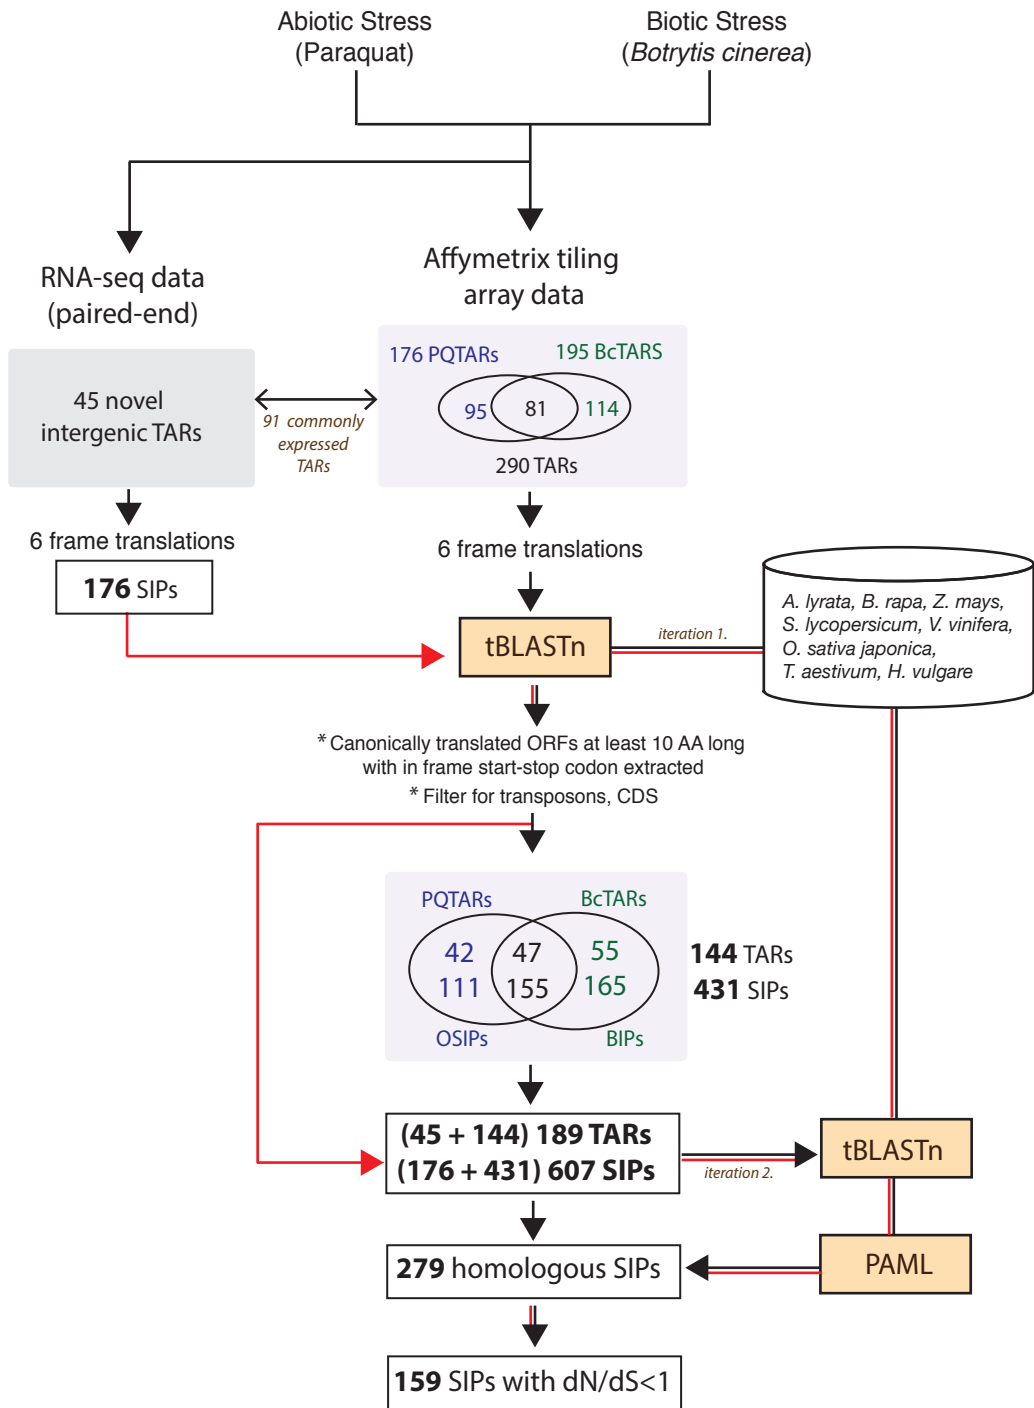 Abiotic Stress
(Paraquat)
Biotic Stress
(Botrytis cinerea)
RNA-seq data
(paired-end)
Affymetrix tiling
array data
45 novel
intergenic TARs
91 commonly
expressed
TARs
176 PQTARs
195 BcTARS
95
81
114
290 TARs
6 frame translations
176 SIPs
6 frame translations
tBLASTn
iteration 1.
A. lyrata, B. rapa, Z. mays,
S. lycopersicum, V. vinifera,
O. sativa japonica,
T. aestivum, H. vulgare
* Canonically translated ORFs at least 10 AA long
with in frame start-stop codon extracted
* Filter for transposons, CDS
PQTARs
BcTARs
42
47
55
111
155
165
OSIPs
BIPs
144 TARs
431 SIPs
(45 + 144) 189 TARs
(176 + 431) 607 SIPs
iteration 2.
tBLASTn
PAML
279 homologous SIPs
159 SIPs with dN/dS<1